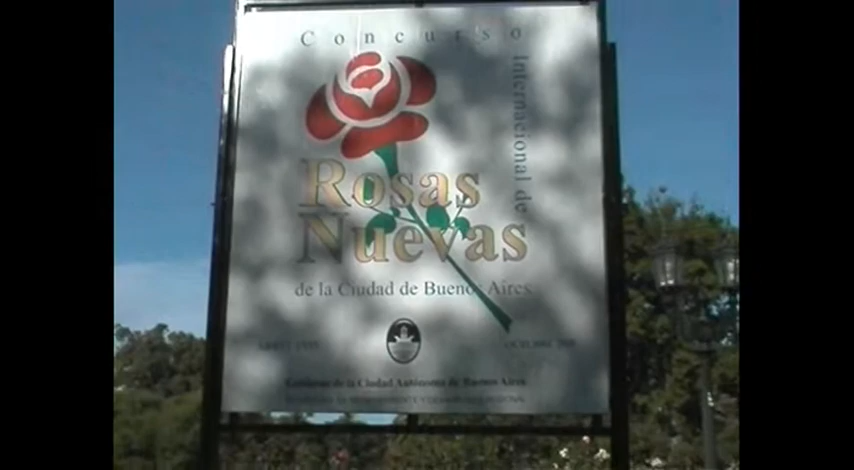 Concurso
Internacional de
Rosas
Nuevas
de la Ciudad de Buenos Aires
Gobierno de la Ciudad Autónoma de Buenos Aires